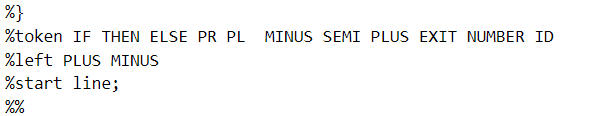 %}
%token IF THEN ELSE PR PL  MINUS SEMI PLUS EXIT NUMBER ID
%left PLUS MINUS
%start line;
%%